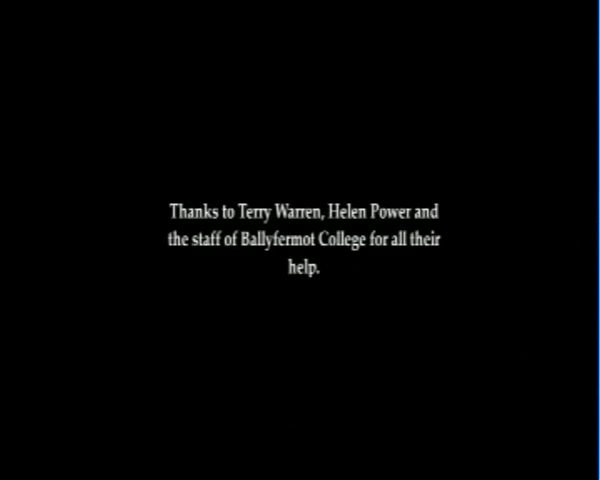 Thanks to Terry Warren, Helen Power and
the staff of Ballyfermot College for all their
help.